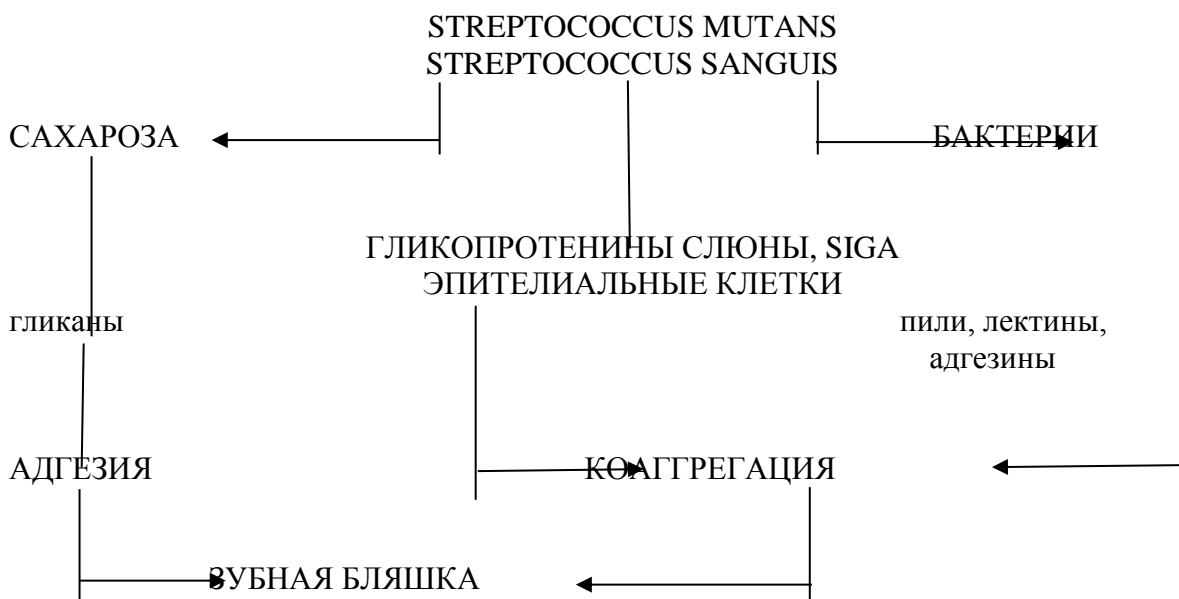 STREPTOCOCCUS MUTANS
STREPTOCOCCUS SANGUIS
САХАРОЗА
БАКТЕРИИ
ГЛИКОПРОТЕНИНЫ СЛЮНЫ, SIGA
ЭПИТЕЛИАЛЬНЫЕ КЛЕТКИ
гликаны
пили, лектины,
адгезины
АДГЕЗИЯ
КОАГГРЕГАЦИЯ
ЗУБНАЯ БЛЯШКА